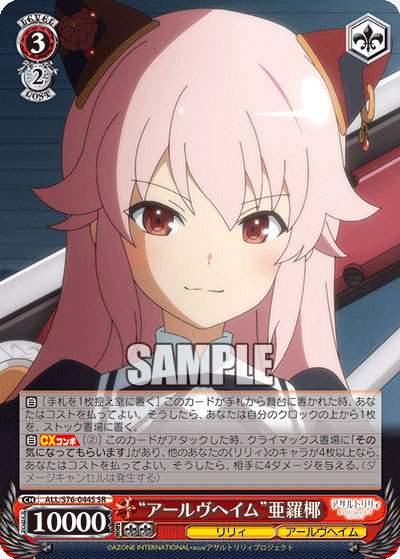 LEVEL
3
2
COST
SAMPLE
自 [手札を1枚控え室に置く] このカードが手札から舞台に置かれた時、あな
たはコストを払ってよい。そうしたら、あなたは自分のクロックの上から1枚
を、ストック置場に置く。
自 CXコンボ [②] このカードがアタックした時、クライマックス置場に「その
気になってもらいます」があり、他のあなたの《リリィ》のキャラが4枚以上なら、
あなたはコストを払ってよい。そうしたら、相手に4ダメージを与える。(
ダメージキャンセルは発生する)
CH ALL/S76-044S SR
10000
“アールヴヘイム”亜羅椰
アサルトリリィ
リリィ
アールヴヘイム
©AZONE INTERNATIONAL・acus/アサルトリリィプロジェクト